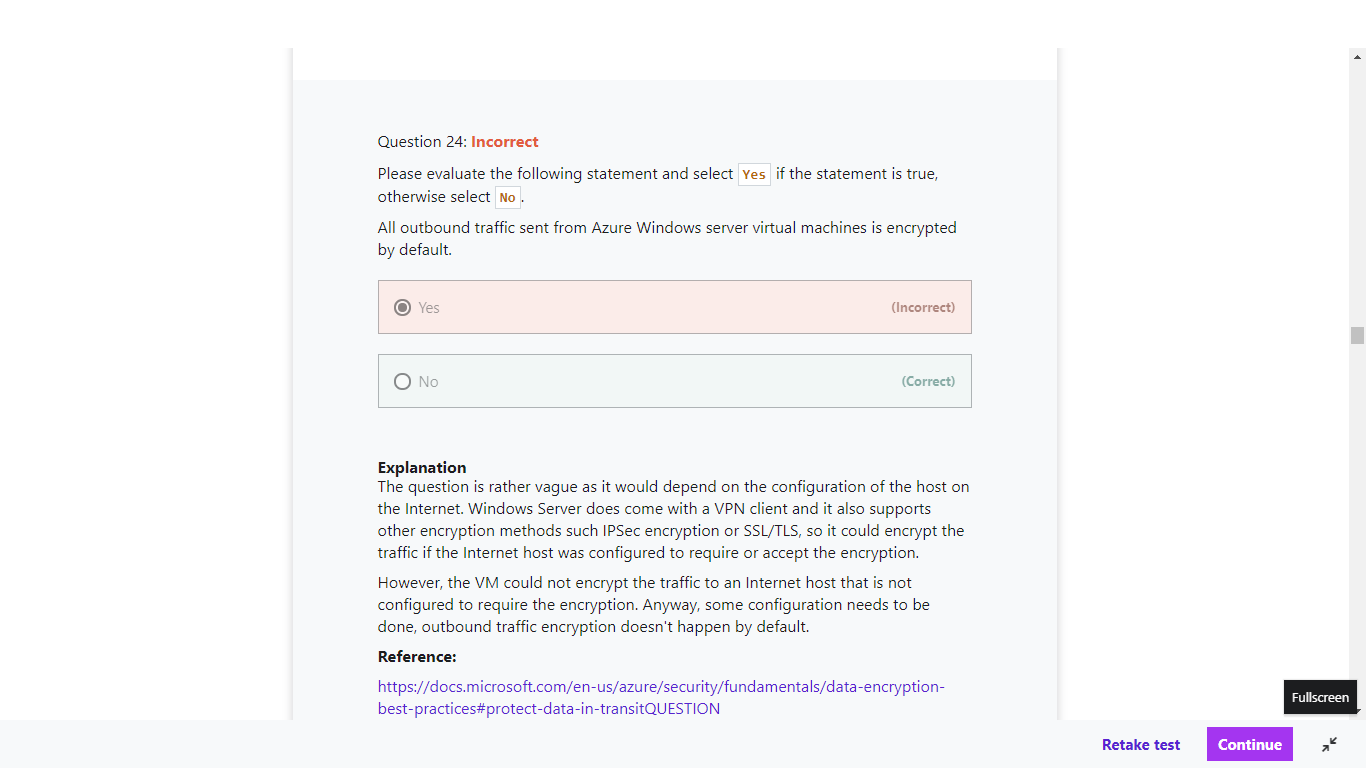 Question 24: Incorrect
Please evaluate the following statement and select Yes if the statement is true,
otherwise select No.
All outbound traffic sent from Azure Windows server virtual machines is encrypted
by default.
Yes (Incorrect)
No (Correct)
Explanation
The question is rather vague as it would depend on the configuration of the host on
the Internet. Windows Server does come with a VPN client and it also supports
other encryption methods such IPSec encryption or SSL/TLS, so it could encrypt the
traffic if the Internet host was configured to require or accept the encryption.
However, the VM could not encrypt the traffic to an Internet host that is not
configured to require the encryption. Anyway, some configuration needs to be
done, outbound traffic encryption doesn't happen by default.
Reference:
https://docs.microsoft.com/en-us/azure/security/fundamentals/data-encryption-
best-practices#protect-data-in-transitQUESTION
Fullscreen
Retake test Continue